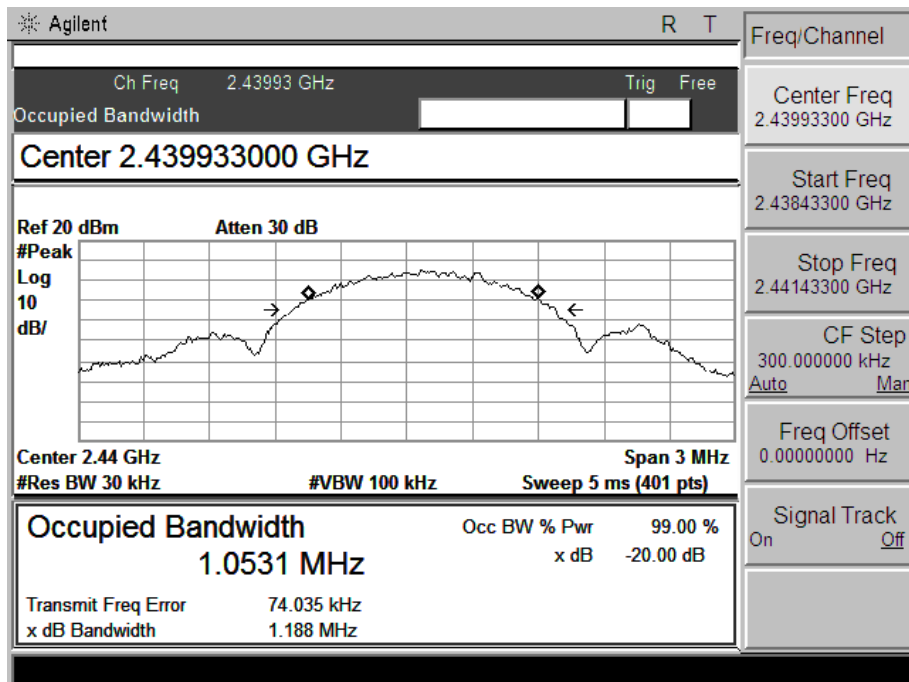 Agilent R T
Ch Freq 2.43993 GHz Trig Free
Occupied Bandwidth
Center 2.439933000 GHz
Ref 20 dBm Atten 30 dB
#Peak
Log
10
dB/
Center 2.44 GHz Span 3 MHz
#Res BW 30 kHz #VBW 100 kHz Sweep 5 ms (401 pts)
Occupied Bandwidth Occ BW % Pwr 99.00 %
1.0531 MHz x dB -20.00 dB
Transmit Freq Error 74.035 kHz
x dB Bandwidth 1.188 MHz
Freq/Channel
Center Freq
2.43993300 GHz
Start Freq
2.43843300 GHz
Stop Freq
2.44143300 GHz
CF Step
300.000000 kHz
Auto Man
Freq Offset
0.00000000 Hz
Signal Track
On Off